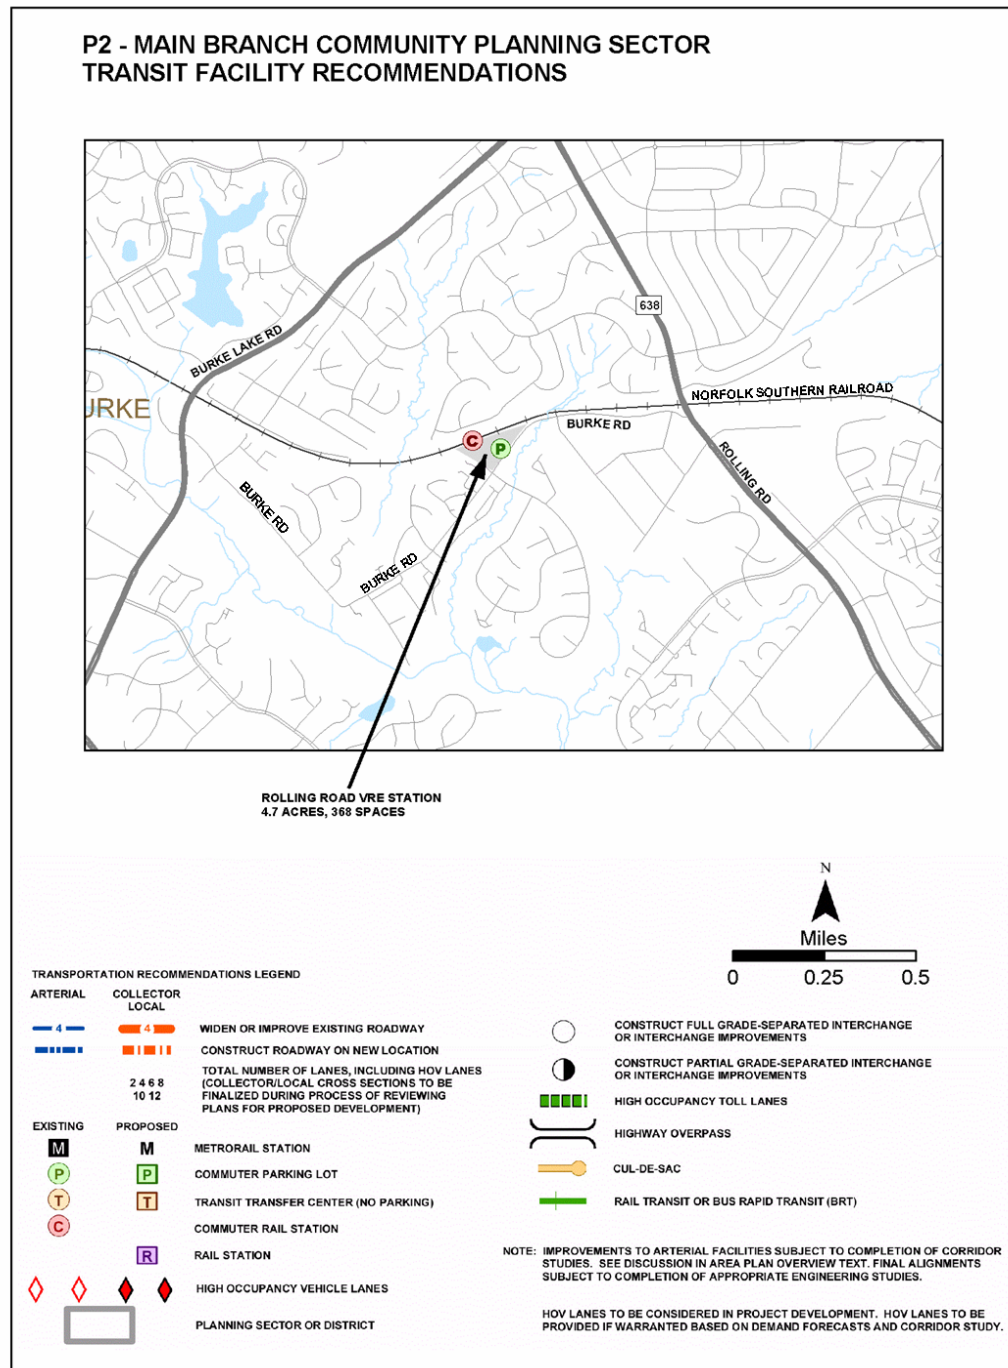 P2 - MAIN BRANCH COMMUNITY PLANNING SECTOR
TRANSIT FACILITY RECOMMENDATIONS
638
BURKE LAKE RD
NORFOLK SOUTHERN RAILROAD
URKE
BURKE RD
C
P
ROLLING RD
BURKE RD
BURKE RD
ROLLING ROAD VRE STATION
4.7 ACRES, 368 SPACES
N
Miles
0 0.25 0.5
TRANSPORTATION RECOMMENDATIONS LEGEND
ARTERIAL COLLECTOR
LOCAL
4 4 WIDEN OR IMPROVE EXISTING ROADWAY
CONSTRUCT ROADWAY ON NEW LOCATION
2 4 6 8
10 12
TOTAL NUMBER OF LANES, INCLUDING HOV LANES
(COLLECTOR/LOCAL CROSS SECTIONS TO BE
FINALIZED DURING PROCESS OF REVIEWING
PLANS FOR PROPOSED DEVELOPMENT)
EXISTING PROPOSED
M M METRORAIL STATION
P P COMMUTER PARKING LOT
T T TRANSIT TRANSFER CENTER (NO PARKING)
C COMMUTER RAIL STATION
R RAIL STATION
HIGH OCCUPANCY VEHICLE LANES
PLANNING SECTOR OR DISTRICT
CONSTRUCT FULL GRADE-SEPARATED INTERCHANGE
OR INTERCHANGE IMPROVEMENTS
CONSTRUCT PARTIAL GRADE-SEPARATED INTERCHANGE
OR INTERCHANGE IMPROVEMENTS
HIGH OCCUPANCY TOLL LANES
HIGHWAY OVERPASS
CUL-DE-SAC
RAIL TRANSIT OR BUS RAPID TRANSIT (BRT)
NOTE: IMPROVEMENTS TO ARTERIAL FACILITIES SUBJECT TO COMPLETION OF CORRIDOR
STUDIES. SEE DISCUSSION IN AREA PLAN OVERVIEW TEXT. FINAL ALIGNMENTS
SUBJECT TO COMPLETION OF APPROPRIATE ENGINEERING STUDIES.
HOV LANES TO BE CONSIDERED IN PROJECT DEVELOPMENT. HOV LANES TO BE
PROVIDED IF WARRANTED BASED ON DEMAND FORECASTS AND CORRIDOR STUDY.